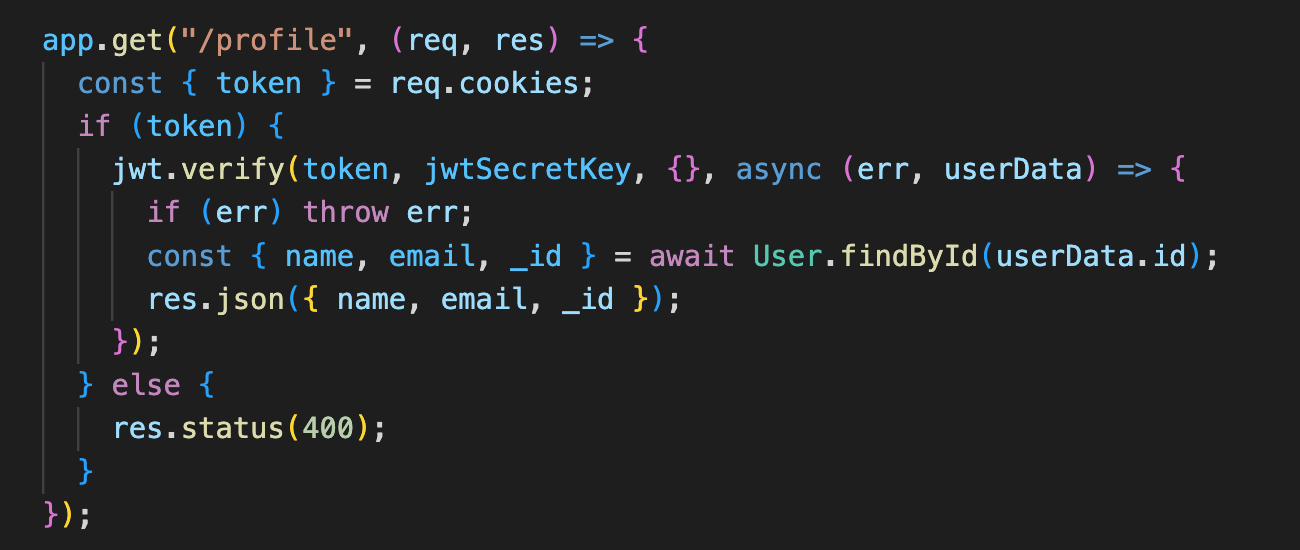 app.get("/profile", (req, res) => {
  const { token } = req.cookies;
  if (token) {
    jwt.verify(token, jwtSecretKey, {}, async (err, userData) => {
      if (err) throw err;
      const { name, email, _id } = await User.findById(userData.id);
      res.json({ name, email, _id });
    });
  } else {
    res.status(400);
  }
});